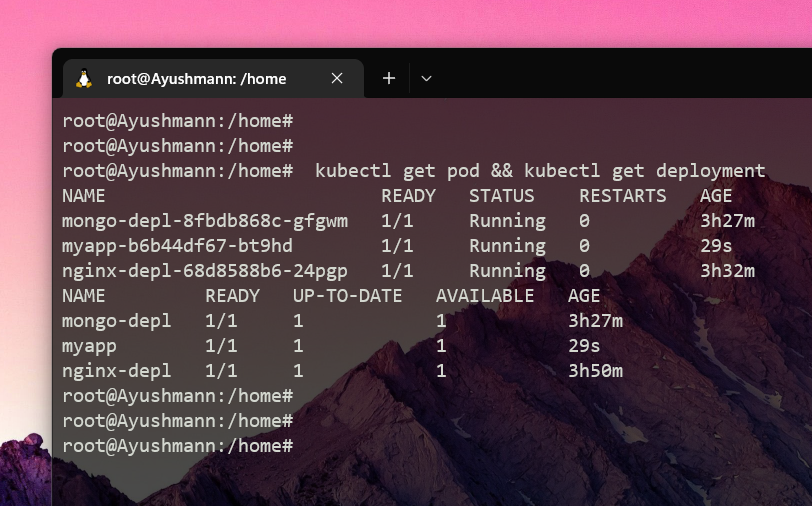 root@Ayushmann: /home
root@Ayushmann:/home#
root@Ayushmann:/home#
root@Ayushmann:/home#  kubectl get pod && kubectl get deployment
NAME                         READY   STATUS    RESTARTS   AGE
mongo-depl-8fbdb868c-gfgwm   1/1     Running   0          3h27m
myapp-b6b44df67-bt9hd        1/1     Running   0          29s
nginx-depl-68d8588b6-24pgp   1/1     Running   0          3h32m
NAME         READY   UP-TO-DATE   AVAILABLE   AGE
mongo-depl   1/1     1            1           3h27m
myapp        1/1     1            1           29s
nginx-depl   1/1     1            1           3h50m
root@Ayushmann:/home#
root@Ayushmann:/home#
root@Ayushmann:/home#